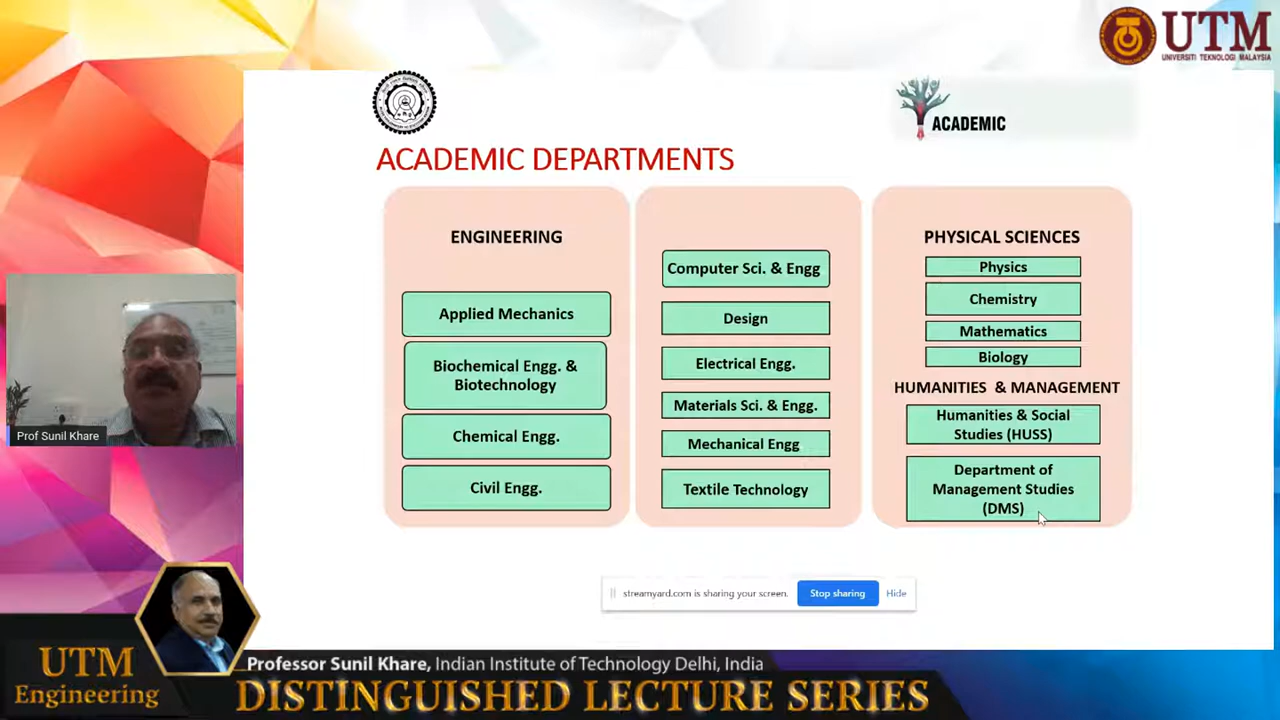 UTM
UNIVERSITI TEKNOLOGI MALAYSIA
ACADEMIC
ACADEMIC DEPARTMENTS
ENGINEERING
Applied Mechanics
Biochemical Engg. &
Biotechnology
Chemical Engg.
Civil Engg.
Computer Sci. & Engg
Design
Electrical Engg.
Materials Sci. & Engg.
Mechanical Engg
Textile Technology
PHYSICAL SCIENCES
Physics
Chemistry
Mathematics
Biology
HUMANITIES & MANAGEMENT
Humanities & Social
Studies (HUSS)
Department of
Management Studies
(DMS)
Prof Sunil Khare
streamyard.com is sharing your screen.
Stop sharing
Hide
UTM
Engineering
Professor Sunil Khare, Indian Institute of Technology Delhi, India
DISTINGUISHED LECTURE SERIES